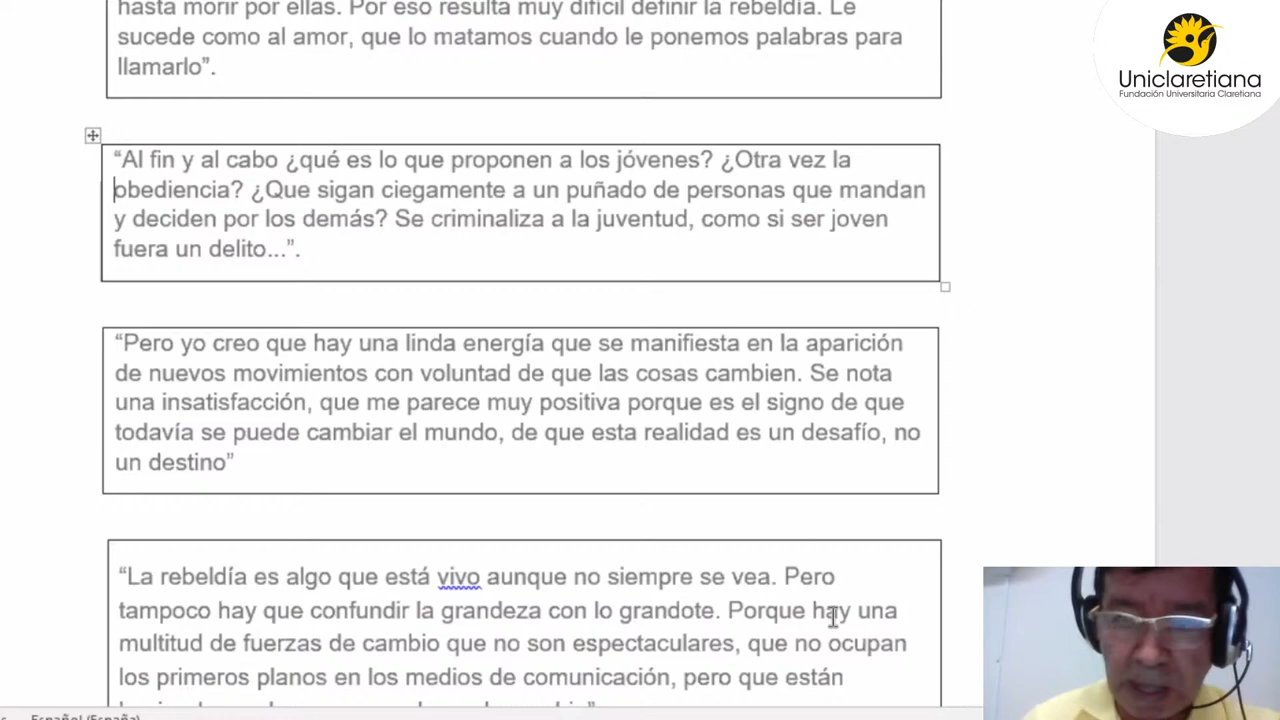 hasta morir por ellas. Por eso resulta muy difícil definir la rebeldía. Le
sucede como al amor, que lo matamos cuando le ponemos palabras para
llamarlo”.
Uniclaretiana
Fundación Universitaria Claretiana
“Al fin y al cabo ¿qué es lo que proponen a los jóvenes? ¿Otra vez la
obediencia? ¿Que sigan ciegamente a un puñado de personas que mandan
y deciden por los demás? Se criminaliza a la juventud, como si ser joven
fuera un delito...”.
“Pero yo creo que hay una linda energía que se manifiesta en la aparición
de nuevos movimientos con voluntad de que las cosas cambien. Se nota
una insatisfacción, que me parece muy positiva porque es el signo de que
todavía se puede cambiar el mundo, de que esta realidad es un desafío, no
un destino”
“La rebeldía es algo que está vivo aunque no siempre se vea. Pero
tampoco hay que confundir la grandeza con lo grandote. Porque hay una
multitud de fuerzas de cambio que no son espectaculares, que no ocupan
los primeros planos en los medios de comunicación, pero que están
Español (España)